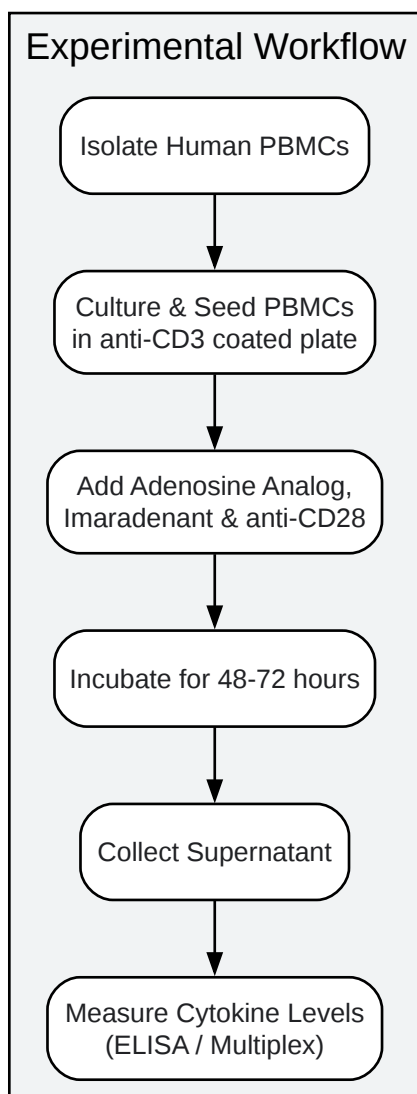 Experimental Workflow
Isolate Human PBMCs
Culture & Seed PBMCs
in anti-CD3 coated plate
Add Adenosine Analog,
Imaradenant & anti-CD28
Incubate for 48-72 hours
Collect Supernatant
Measure Cytokine Levels
(ELISA / Multiplex)